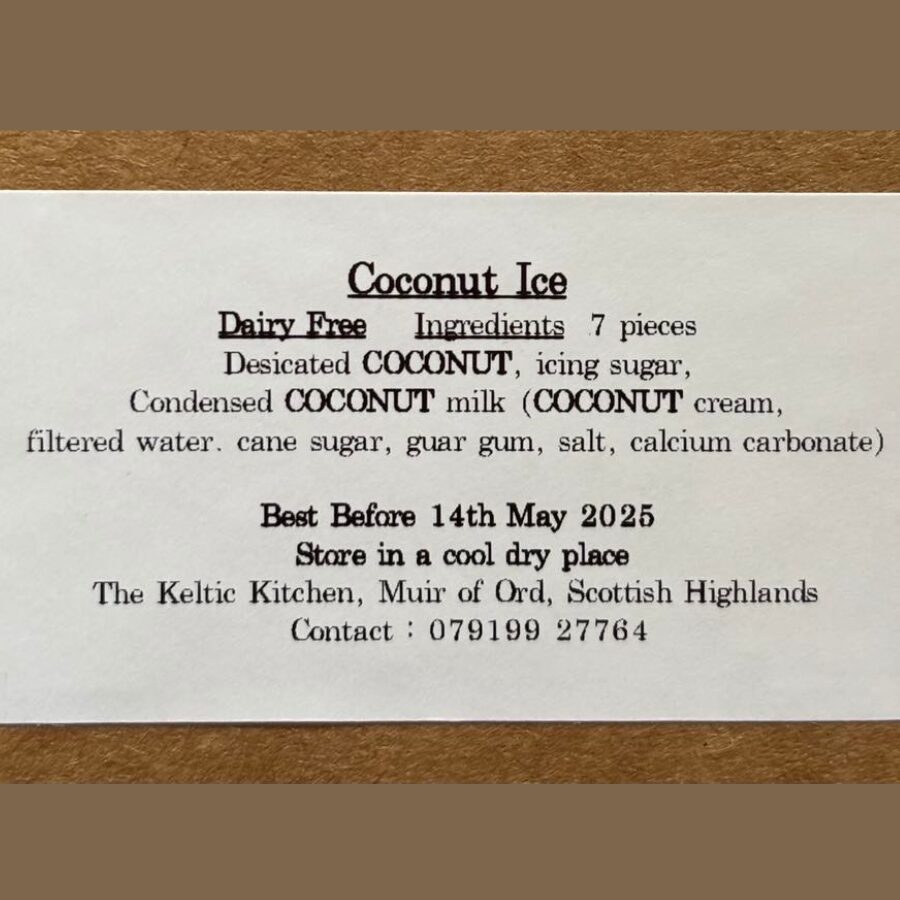 Coconut Ice
Dairy Free Ingredients 7 pieces
Desicated COCONUT, icing sugar,
Condensed COCONUT milk (COCONUT cream,
filtered water. cane sugar, guar gum, salt, calcium carbonate)
Best Before 14th May 2025
Store in a cool dry place
The Keltic Kitchen, Muir of Ord, Scottish Highlands
Contact : 079199 27764